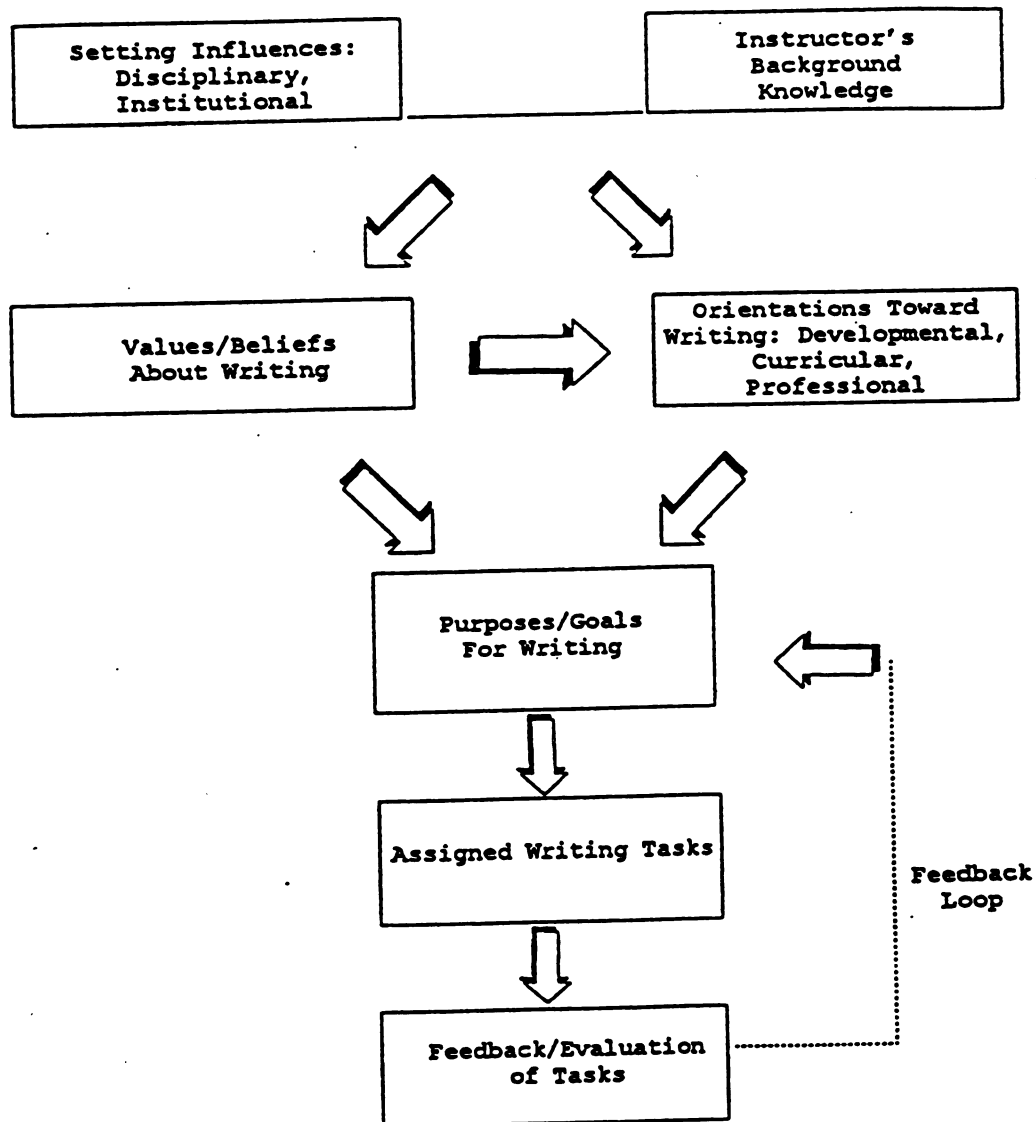 Setting Influences:
Disciplinary,
Institutional
Instructor's
Background
Knowledge
Values/Beliefs
About Writing
Orientations Toward
Writing: Developmental,
Curricular,
Professional
Purposes/Goals
For Writing
Assigned Writing Tasks
Feedback
Loop
Feedback/Evaluation
of Tasks